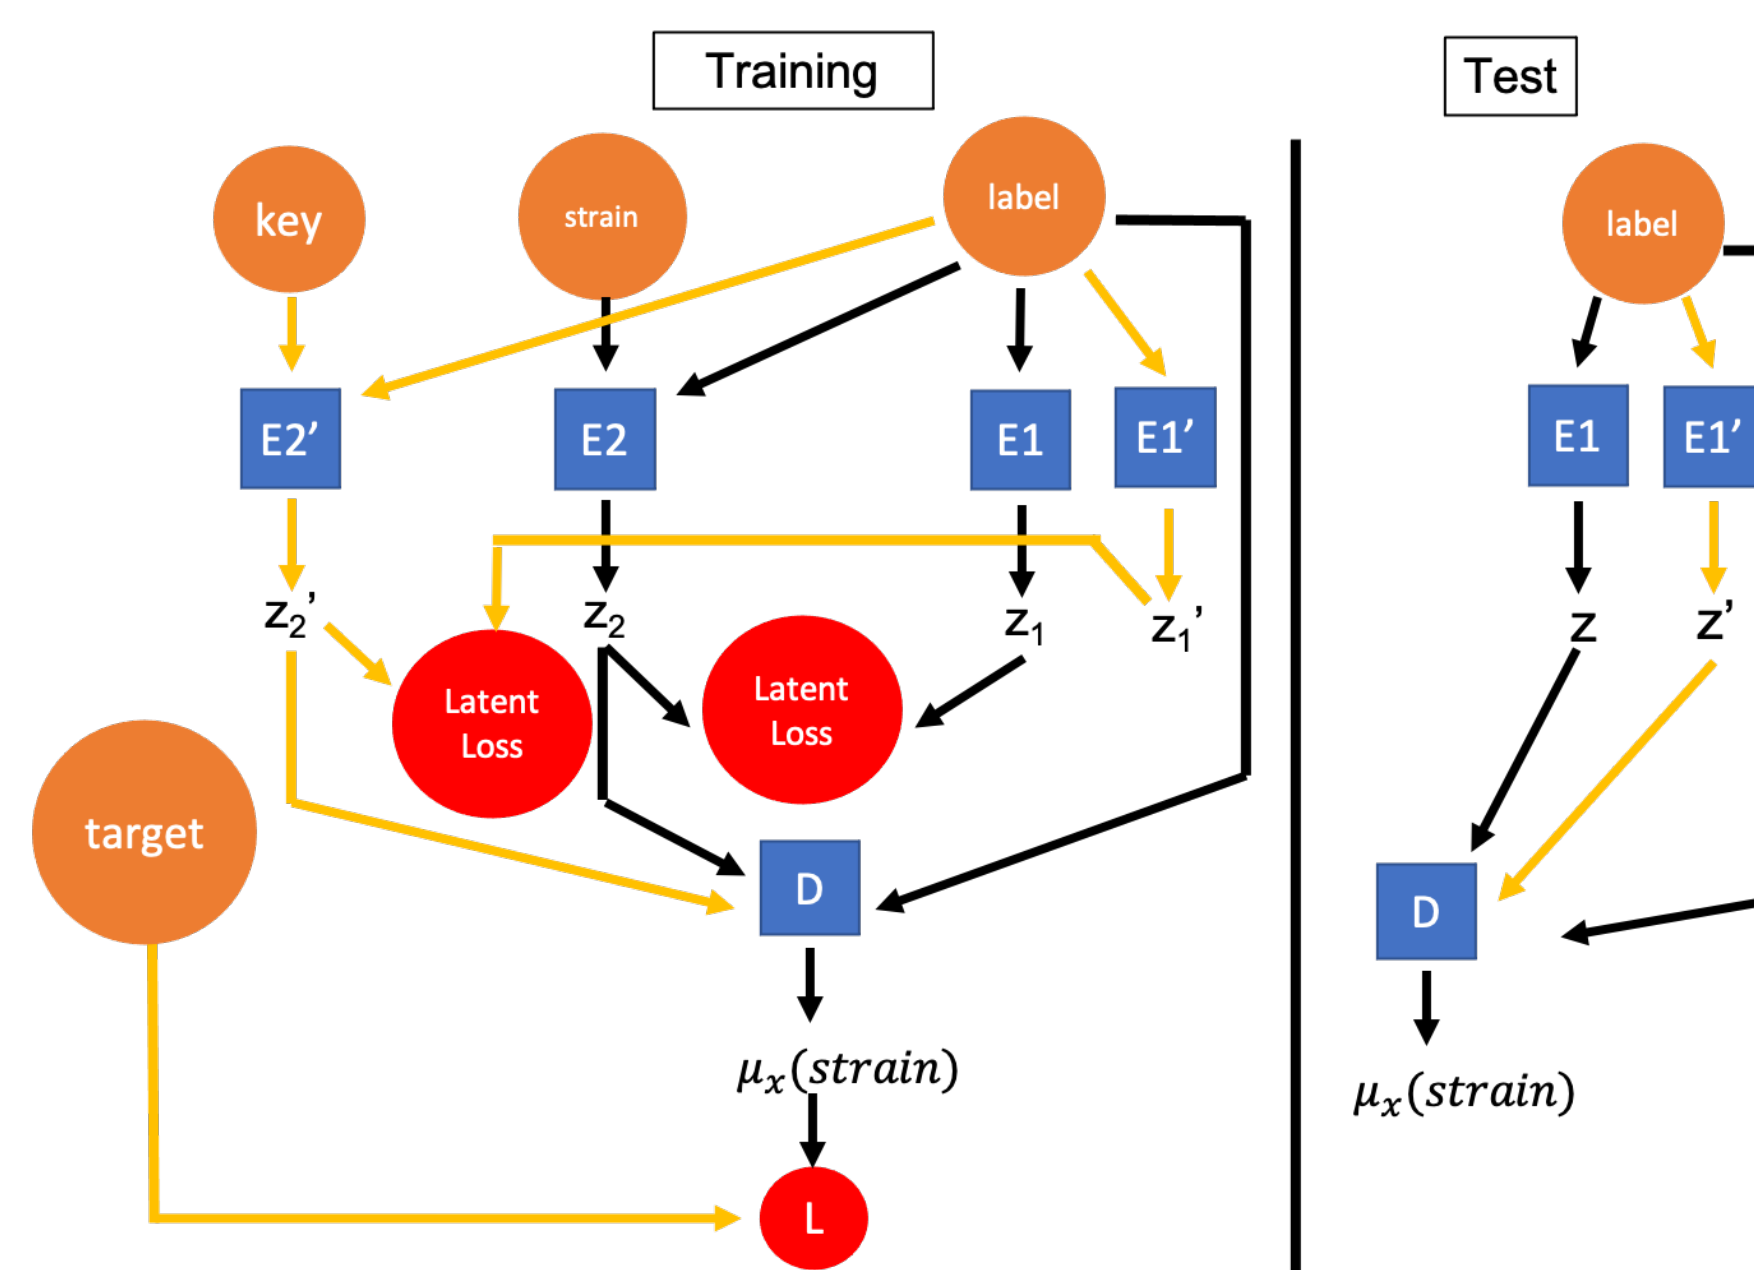 Training
Test
key
strain
label
label
E2’
E2
E1
E1’
E1
E1’
z₂’
z₂
z₁
z₁’
z
z’
Latent
Loss
Latent
Loss
target
D
D
μₓ(strain)
μₓ(strain)
L